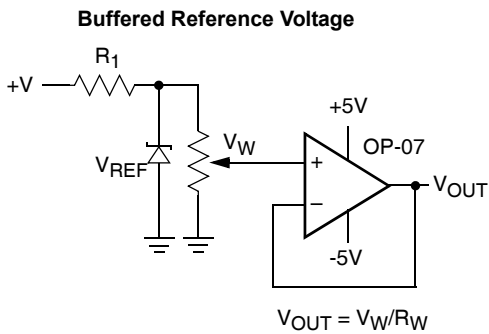 Buffered Reference Voltage
R1
+V
VREF
VW
+5V
OP-07
+
–
VOUT
-5V
VOUT = VW/RW